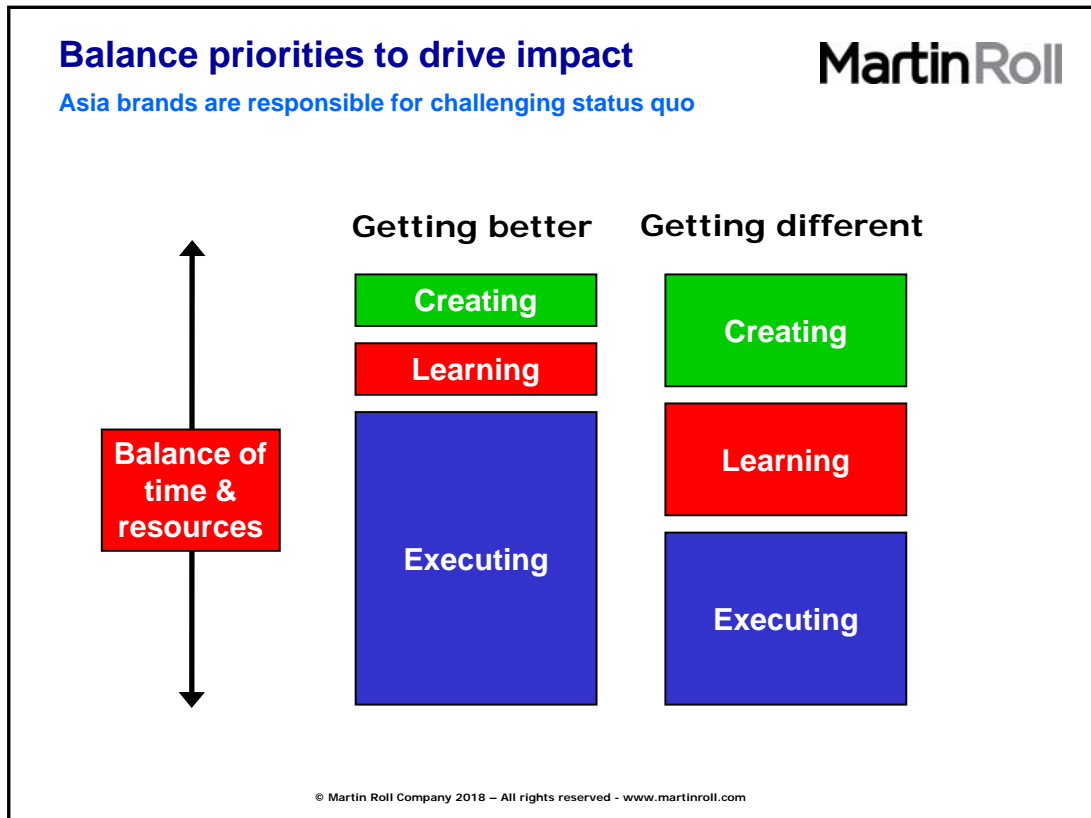 Balance priorities to drive impact
MartinRoll
Asia brands are responsible for challenging status quo
Getting better
Getting different
Creating
Learning
Executing
Creating
Learning
Executing
Balance of
time &
resources
© Martin Roll Company 2018 – All rights reserved - www.martinroll.com